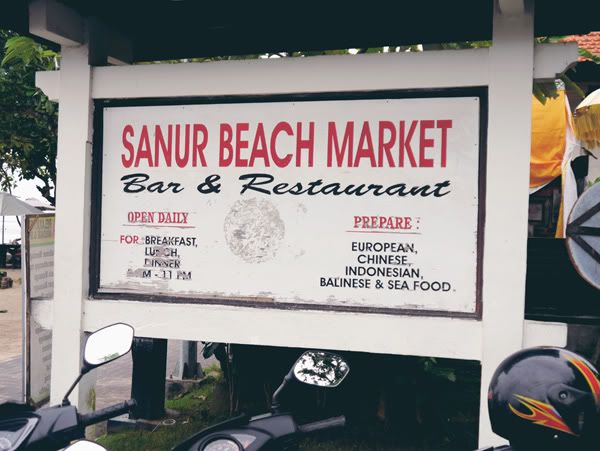 SANUR BEACH MARKET
Bar & Restaurant
OPEN DAILY
FOR : BREAKFAST,
LUNCH,
DINNER
M - 11 PM
PREPARE :
EUROPEAN,
CHINESE,
INDONESIAN,
BALINESE & SEA FOOD.